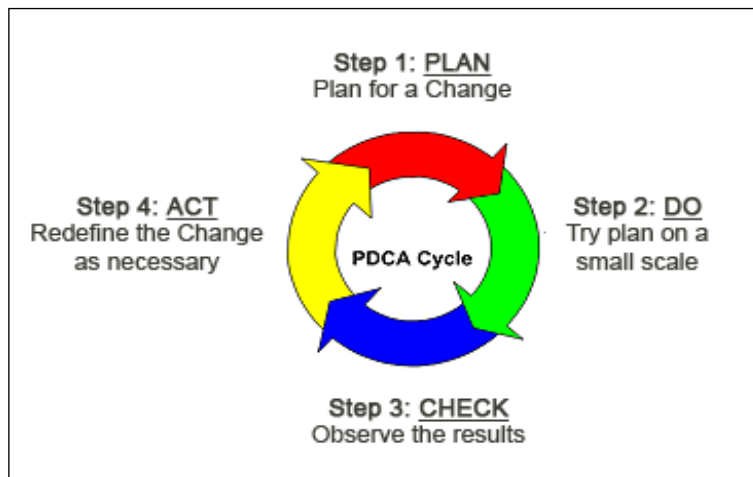 Step 1: PLAN
Plan for a Change
Step 4: ACT
Redefine the Change
as necessary
PDCA Cycle
Step 2: DO
Try plan on a
small scale
Step 3: CHECK
Observe the results